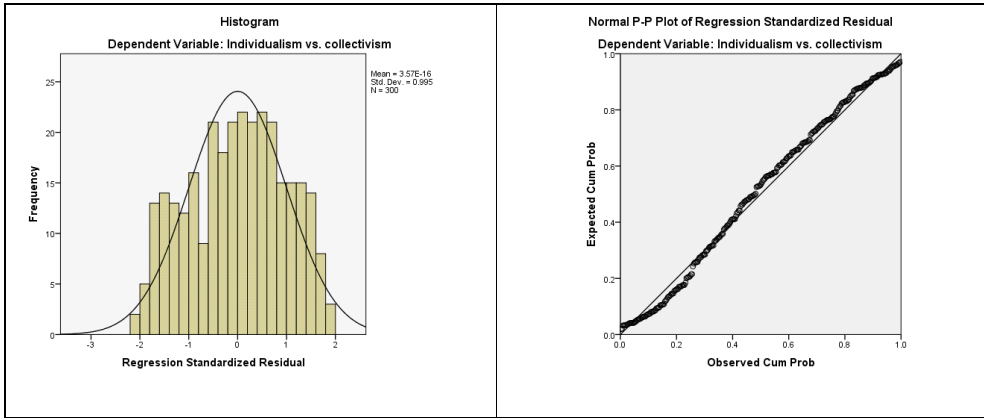 Histogram
Dependent Variable: Individualism vs. collectivism
Mean = 3.57E-16
Std. Dev. = 0.995
N = 300
25
20
15
10
5
0
Frequency
-3 -2 -1 0 1 2
Regression Standardized Residual
Normal P-P Plot of Regression Standardized Residual
Dependent Variable: Individualism vs. collectivism
1.0
0.8
0.6
0.4
0.2
0.0
Expected Cum Prob
0.0 0.2 0.4 0.6 0.8 1.0
Observed Cum Prob